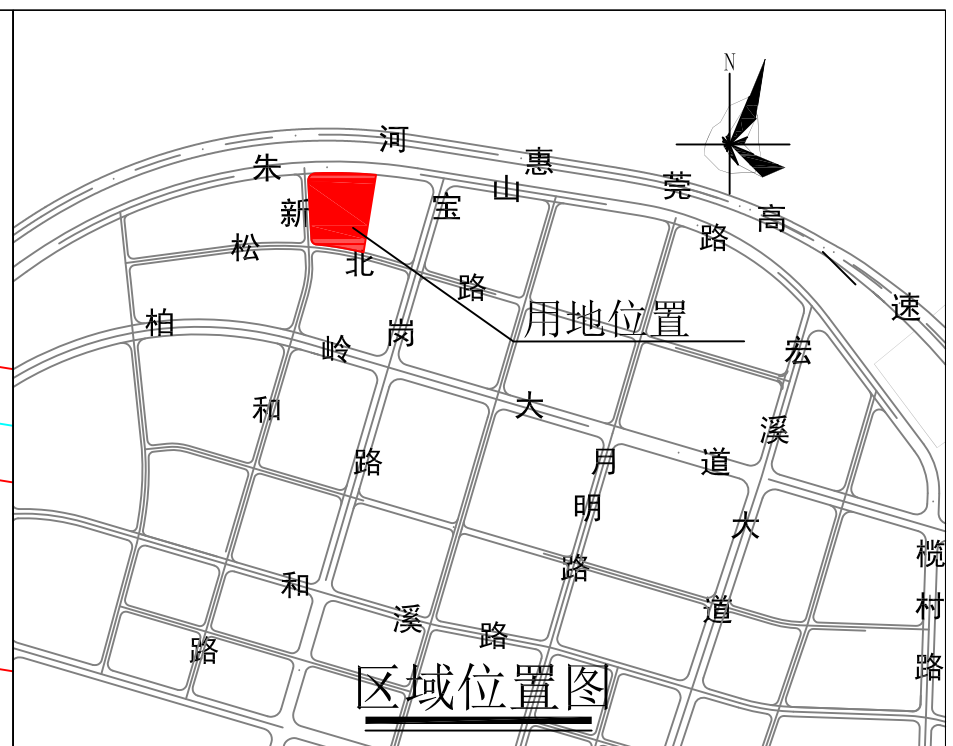 N
河惠莞高速
朱山路
新和路
松北路
宝岗路
用地位置
柏岭大道
宏溪大道
月明路
和溪路
榄村路
区域位置图